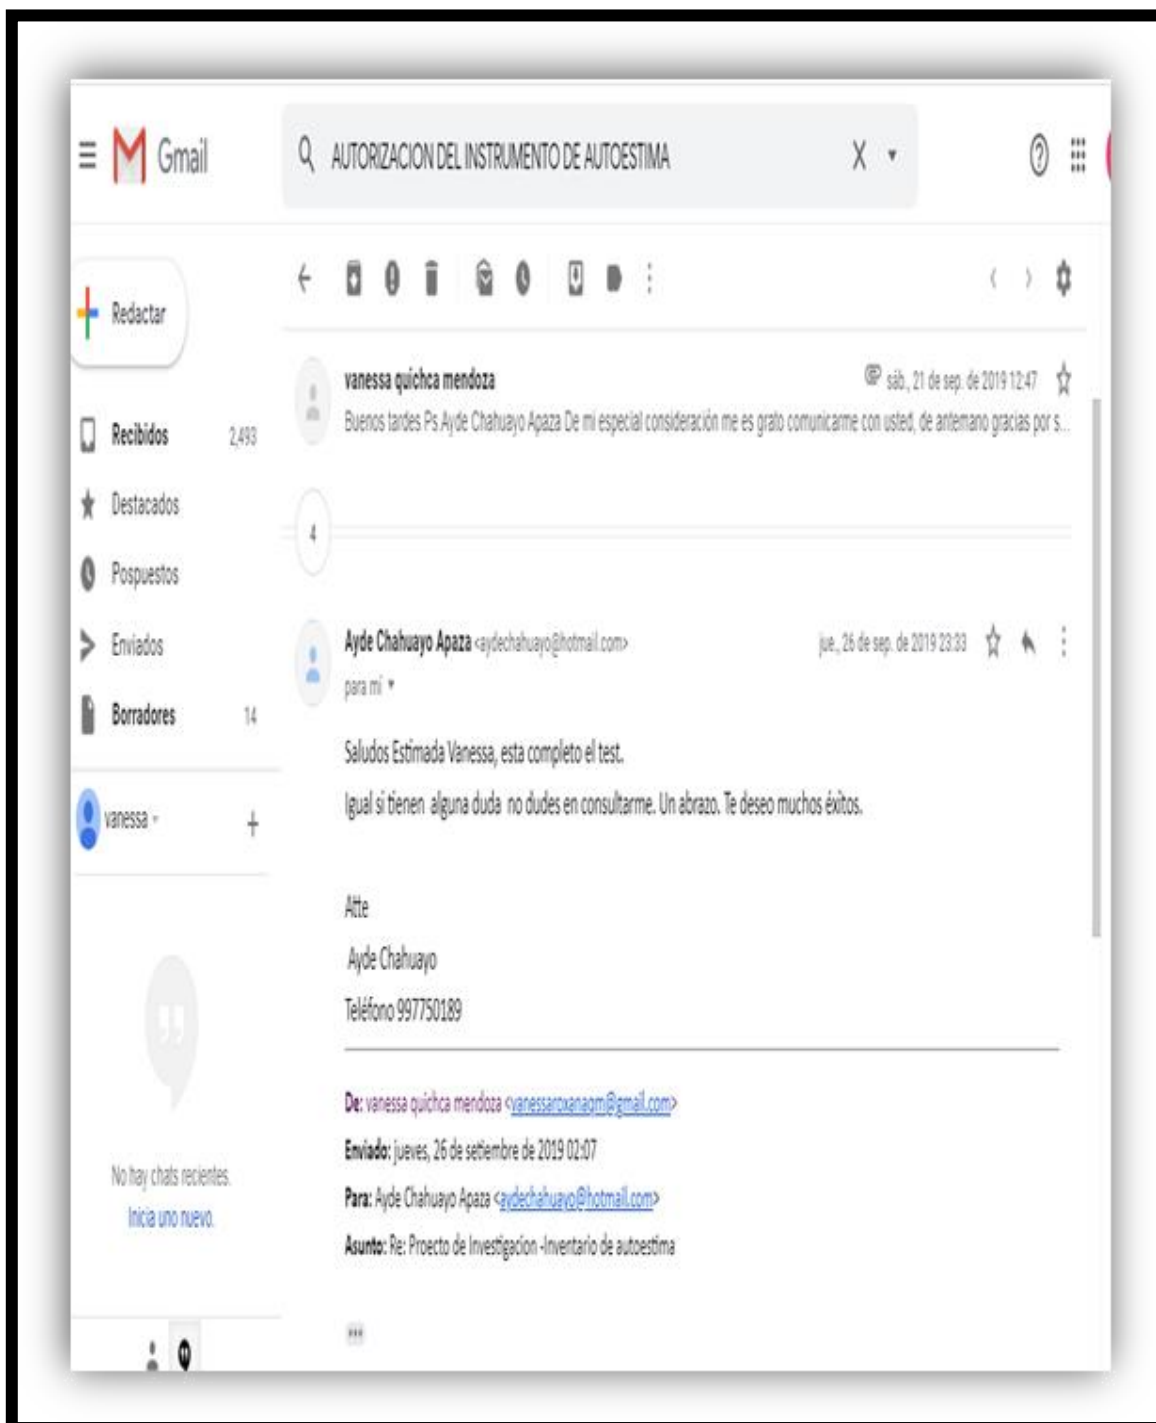 Gmail
AUTORIZACION DEL INSTRUMENTO DE AUTOESTIMA
Redactar
Recibidos 2,493
Destacados
Pospuestos
Enviados
Borradores 14
vanessa
No hay chats recientes.
Inicia uno nuevo.
vanessa quichca mendoza sáb., 21 de sep. de 2019 12:47
Buenos tardes Ps Ayde Chahuayo Apaza De mi especial consideración me es grato comunicarme con usted, de antemano gracias por s...
4
Ayde Chahuayo Apaza <aydechahuayo@hotmail.com> jue., 26 de sep. de 2019 23:33
para mí
Saludos Estimada Vanessa, esta completo el test.
Igual si tienen alguna duda no dudes en consultarme. Un abrazo. Te deseo muchos éxitos.
Atte
Ayde Chahuayo
Teléfono 997750189
De: vanessa quichca mendoza <vanessaroxanaqm@gmail.com>
Enviado: jueves, 26 de setiembre de 2019 02:07
Para: Ayde Chahuayo Apaza <aydechahuayo@hotmail.com>
Asunto: Re: Proecto de Investigacion -Inventario de autoestima